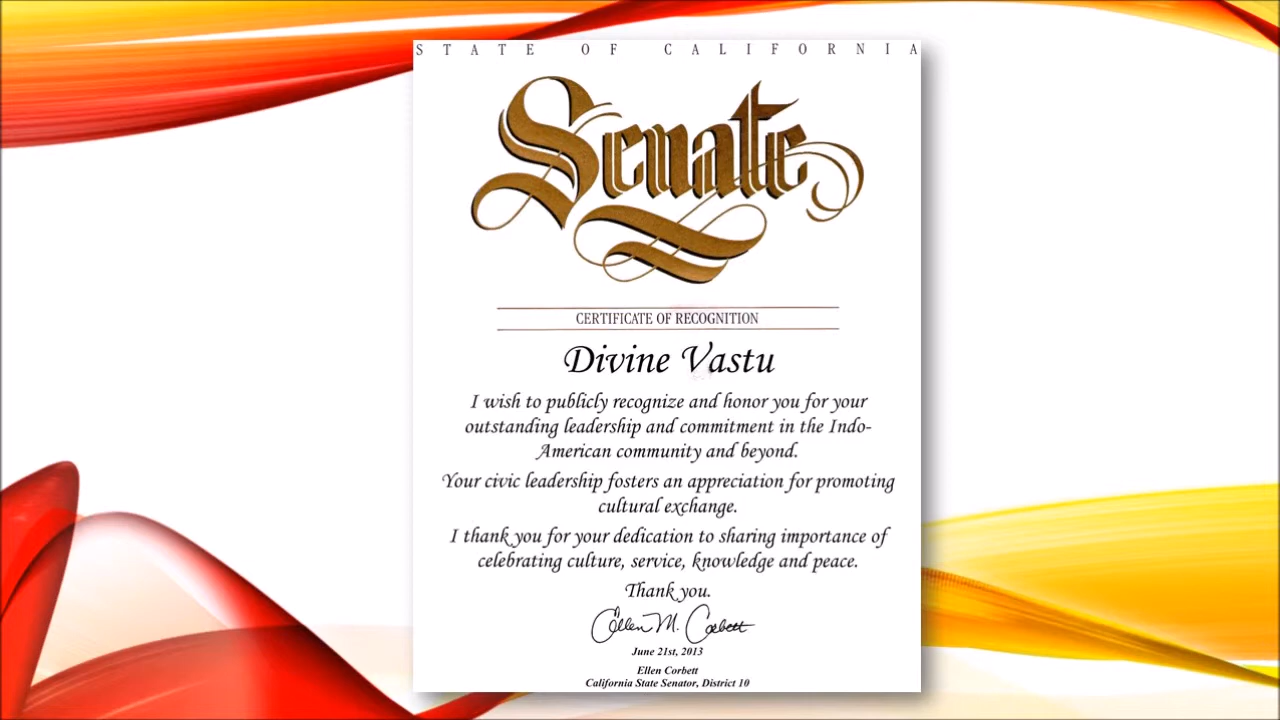 STATE OF CALIFORNIA
Senate
CERTIFICATE OF RECOGNITION
Divine Vastu
I wish to publicly recognize and honor you for your
outstanding leadership and commitment in the Indo-
American community and beyond.
Your civic leadership fosters an appreciation for promoting
cultural exchange.
I thank you for your dedication to sharing importance of
celebrating culture, service, knowledge and peace.
Thank you.
Ellen M. Corbett
June 21st, 2013
Ellen Corbett
California State Senator, District 10